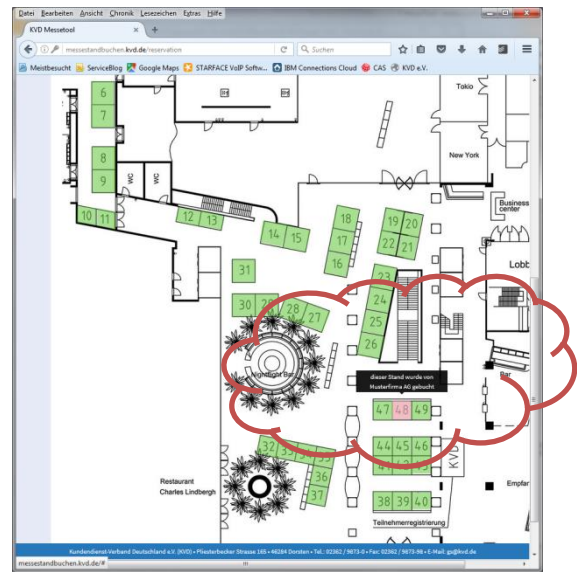 Datei Bearbeiten Ansicht Chronik Lesezeichen Extras Hilfe
KVD Messetool
messestandbuchen.kvd.de/reservation
Suchen
Meistbesucht ServiceBlog Google Maps STARFACE VoIP Softw... IBM Connections Cloud CAS KVD e.V.
6
7
8
9
10 11
WC WC
12 13
14 15
18
17
16
19 20
22 21
23
24
25
26
Tokio
New York
Business center
Lobb
31
30 29 28 27
Nightflight Bar
Bar
dieser Stand wurde von
Musterfirma AG gebucht
47 48 49
44 45 46
KVD
38 39 40
Teilnehmerregistrierung
32 33 34 35
36
37
Restaurant
Charles Lindbergh
Empfan
Kundendienst-Verband Deutschland e.V. (KVD) • Pliesterbecker Strasse 165 • 46284 Dorsten • Tel.: 02362 / 9873-0 • Fax: 02362 / 9873-98 • E-Mail: gs@kvd.de
messestandbuchen.kvd.de/#